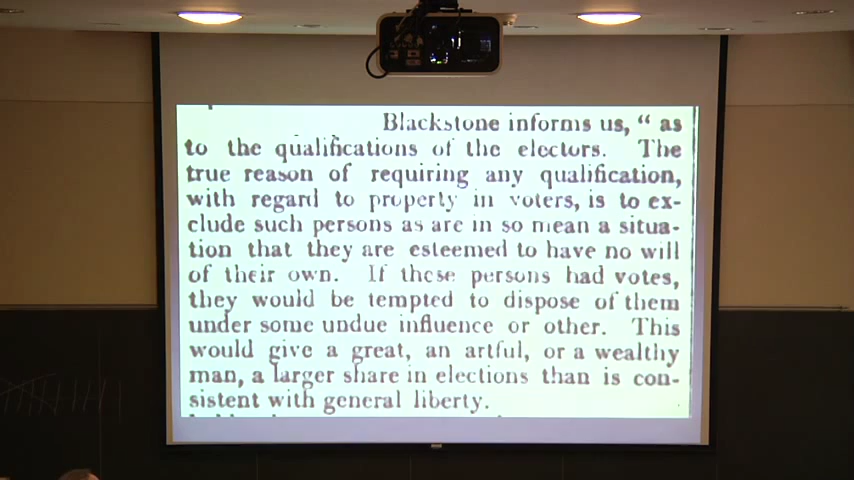 Blackstone informs us, “ as
to the qualifications of the electors. The
true reason of requiring any qualification,
with regard to property in voters, is to ex-
clude such persons as are in so mean a situa-
tion that they are esteemed to have no will
of their own. If these persons had votes,
they would be tempted to dispose of them
under some undue influence or other. This
would give a great, an artful, or a wealthy
man, a larger share in elections than is con-
sistent with general liberty.